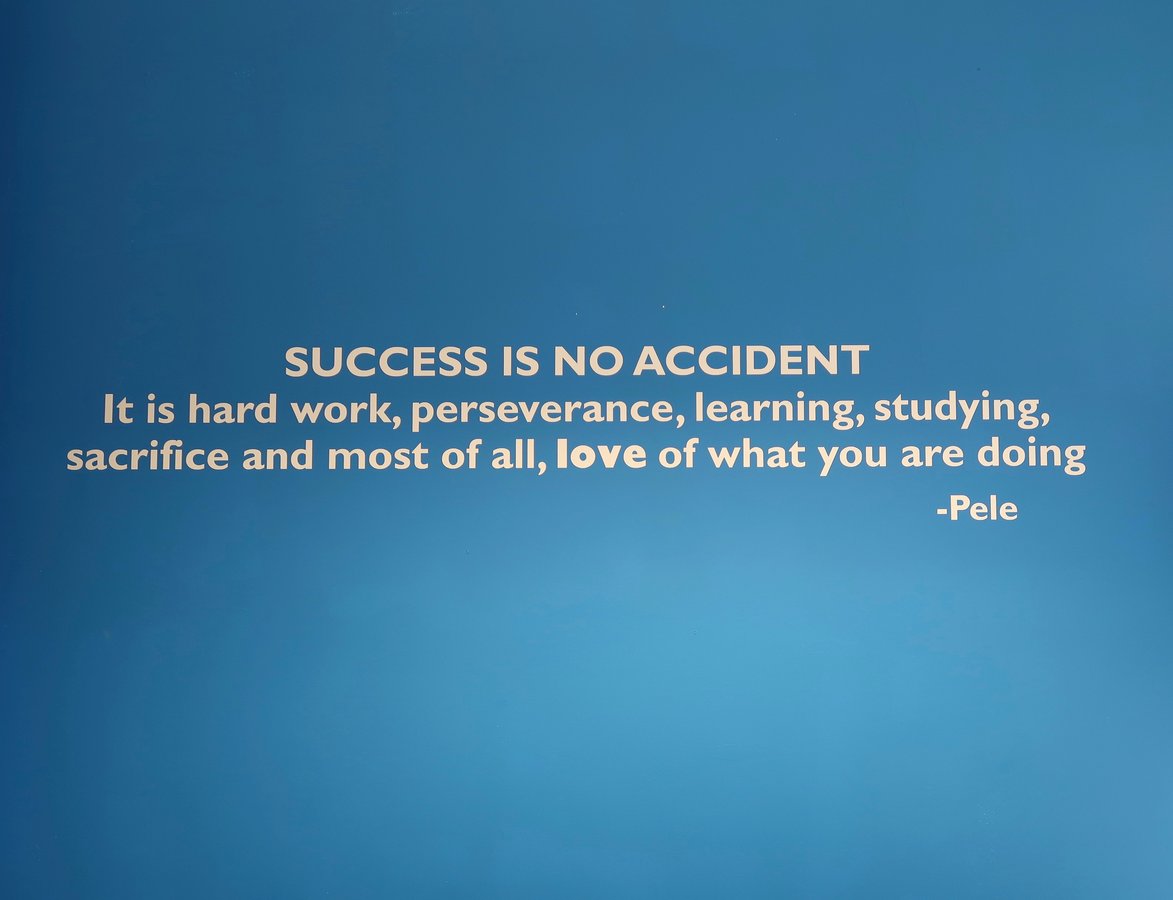 SUCCESS IS NO ACCIDENT
It is hard work, perseverance, learning, studying,
sacrifice and most of all, love of what you are doing
-Pele